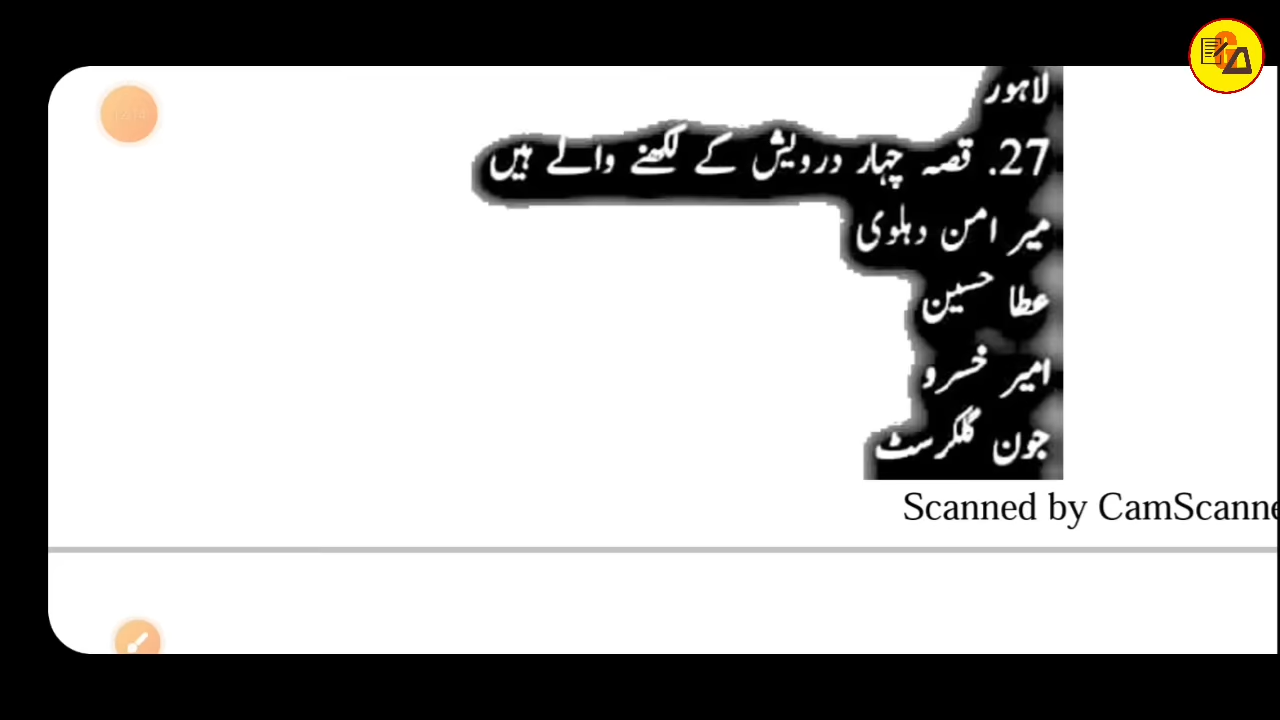 لاہور
27. قصہ چہار درویش کے لکھنے والے ہیں
میر امن دہلوی
عطا حسین
امیر خسرو
جون گلکرسٹ
Scanned by CamScanne